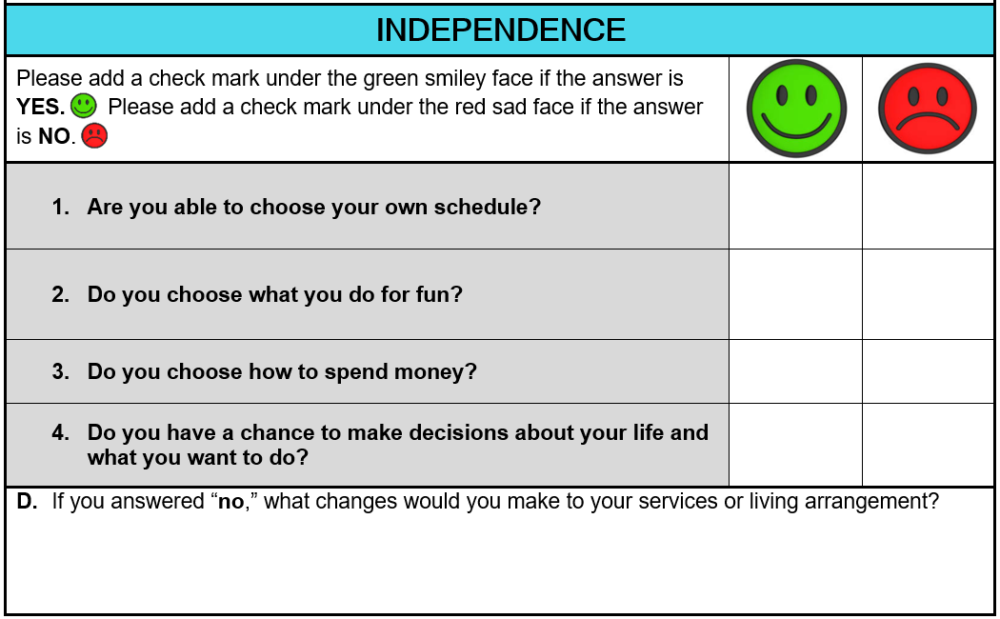 INDEPENDENCE
Please add a check mark under the green smiley face if the answer is
YES. Please add a check mark under the red sad face if the answer
is NO.
1. Are you able to choose your own schedule?
2. Do you choose what you do for fun?
3. Do you choose how to spend money?
4. Do you have a chance to make decisions about your life and
what you want to do?
D. If you answered “no,” what changes would you make to your services or living arrangement?